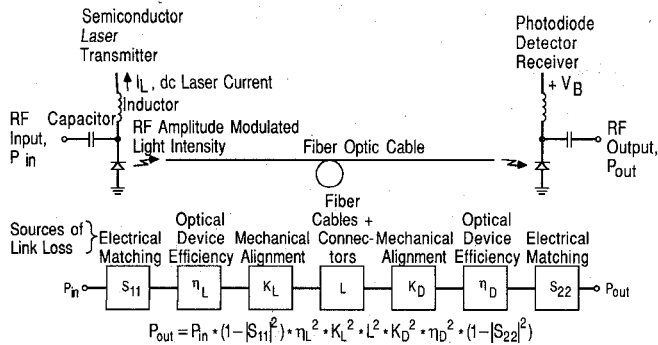 Semiconductor
Laser
Transmitter
Photodiode
Detector
Receiver
I_L, dc Laser Current
+ V_B
Inductor
RF Capacitor
Input,
P_in
RF Amplitude Modulated
Light Intensity
Fiber Optic Cable
RF
Output,
P_out
Sources of
Link Loss
Electrical
Matching
Optical
Device
Efficiency
Mechanical
Alignment
Fiber
Cables +
Connec-
tors
Mechanical
Alignment
Optical
Device
Efficiency
Electrical
Matching
P_in
S_11
η_L
K_L
L
K_D
η_D
S_22
P_out
P_out = P_in * (1-|S_11|^2) * η_L^2 * K_L^2 * L^2 * K_D^2 * η_D^2 * (1-|S_22|^2)